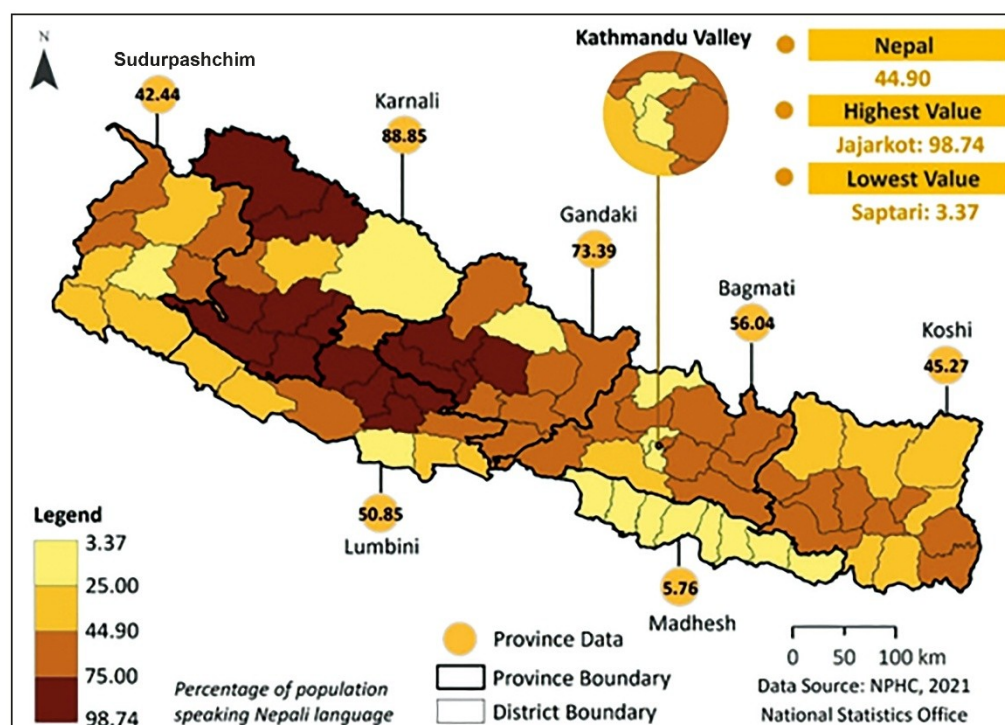 N
Sudurpashchim
42.44
Karnali
88.85
Kathmandu Valley
Nepal
44.90
Highest Value
Jajarkot: 98.74
Lowest Value
Saptari: 3.37
Gandaki
73.39
Bagmati
56.04
Koshi
45.27
50.85
Lumbini
5.76
Madhesh
Legend
3.37
25.00
44.90
75.00
98.74
Percentage of population
speaking Nepali language
Province Data
Province Boundary
District Boundary
0 50 100 km
Data Source: NPHC, 2021
National Statistics Office